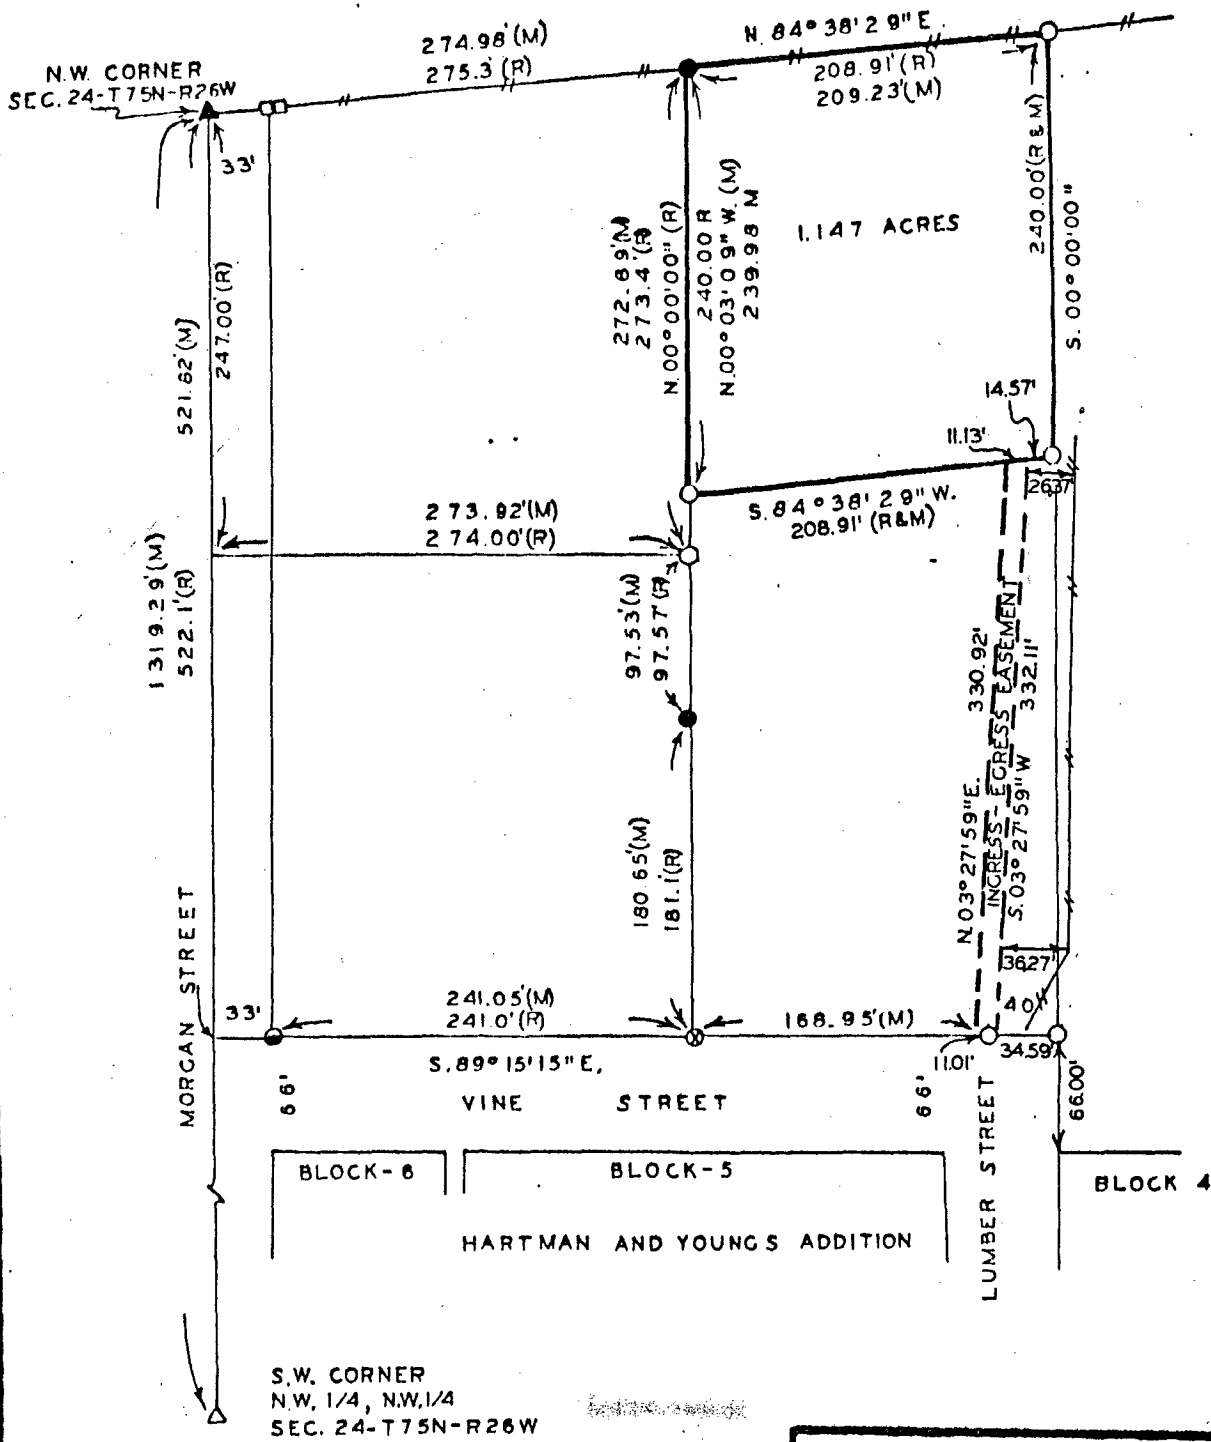 274.98'(M)
275.3'(R)
N. 84° 38' 29" E.
208.91'(R)
209.23'(M)
N.W. CORNER
SEC. 24-T75N-R26W
33'
240.00'(R&M)
S. 00° 00' 00"
1.147 ACRES
272.89'(M)
273.4'(R)
N.00°00'00" (R)
240.00 R
N.00°03'09" W. (M)
239.98 M
521.82'(M)
247.00'(R)
14.57'
11.13'
26.37'
S. 84° 38' 29" W.
208.91' (R&M)
273.92'(M)
274.00'(R)
1319.29'(M)
522.1'(R)
97.53'(M)
97.57'(R)
N.03°27'59"E. 330.92'
INGRESS-EGRESS EASEMENT
S.03°27'59"W 332.11'
180.65'(M)
181.1'(R)
MORGAN STREET
36.27'
40'
33'
241.05'(M)
241.0'(R)
168.95'(M)
11.01'
34.59'
S. 89° 15' 15" E.
66'
VINE STREET
66'
66.00'
BLOCK-6
BLOCK-5
BLOCK 4
LUMBER STREET
HARTMAN AND YOUNGS ADDITION
S.W. CORNER
N.W. 1/4, N.W. 1/4
SEC. 24-T75N-R26W